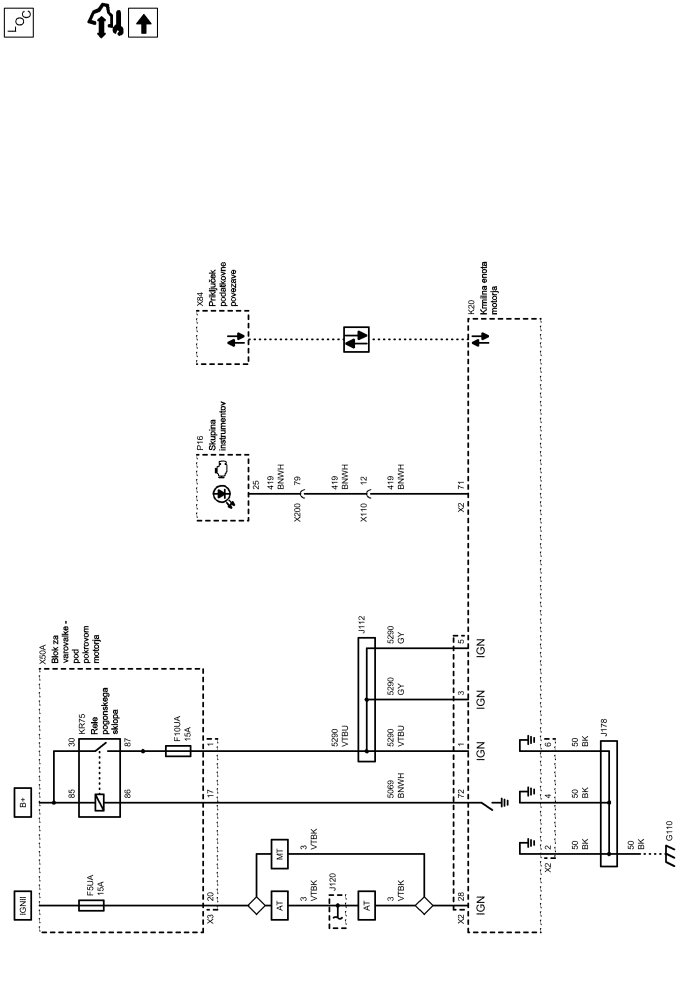 LOC
X84
Priključek
podatkovne
povezave
K20
Krmilna enota
motorja
P16
Skupina
instrumentov
25
419
BNWH
79
X200
419
BNWH
12
X110
419
BNWH
71
X2
X50A
Blok za
varovalke -
pod
pokrovom
motorja
KR75
Rele
pogonskega
sklopa
30
87
85
86
F10UA
15A
1
17
B+
IGNII
F5UA
15A
20
X3
J112
5290
VTBU
5290
VTBU
5290
GY
5290
GY
5
3
1
IGN
IGN
IGN
5069
BNWH
72
MT
3
VTBK
AT
3
VTBK
J120
AT
3
VTBK
28
X2
IGN
6
4
2
X2
50
BK
50
BK
50
BK
J178
50
BK
G110